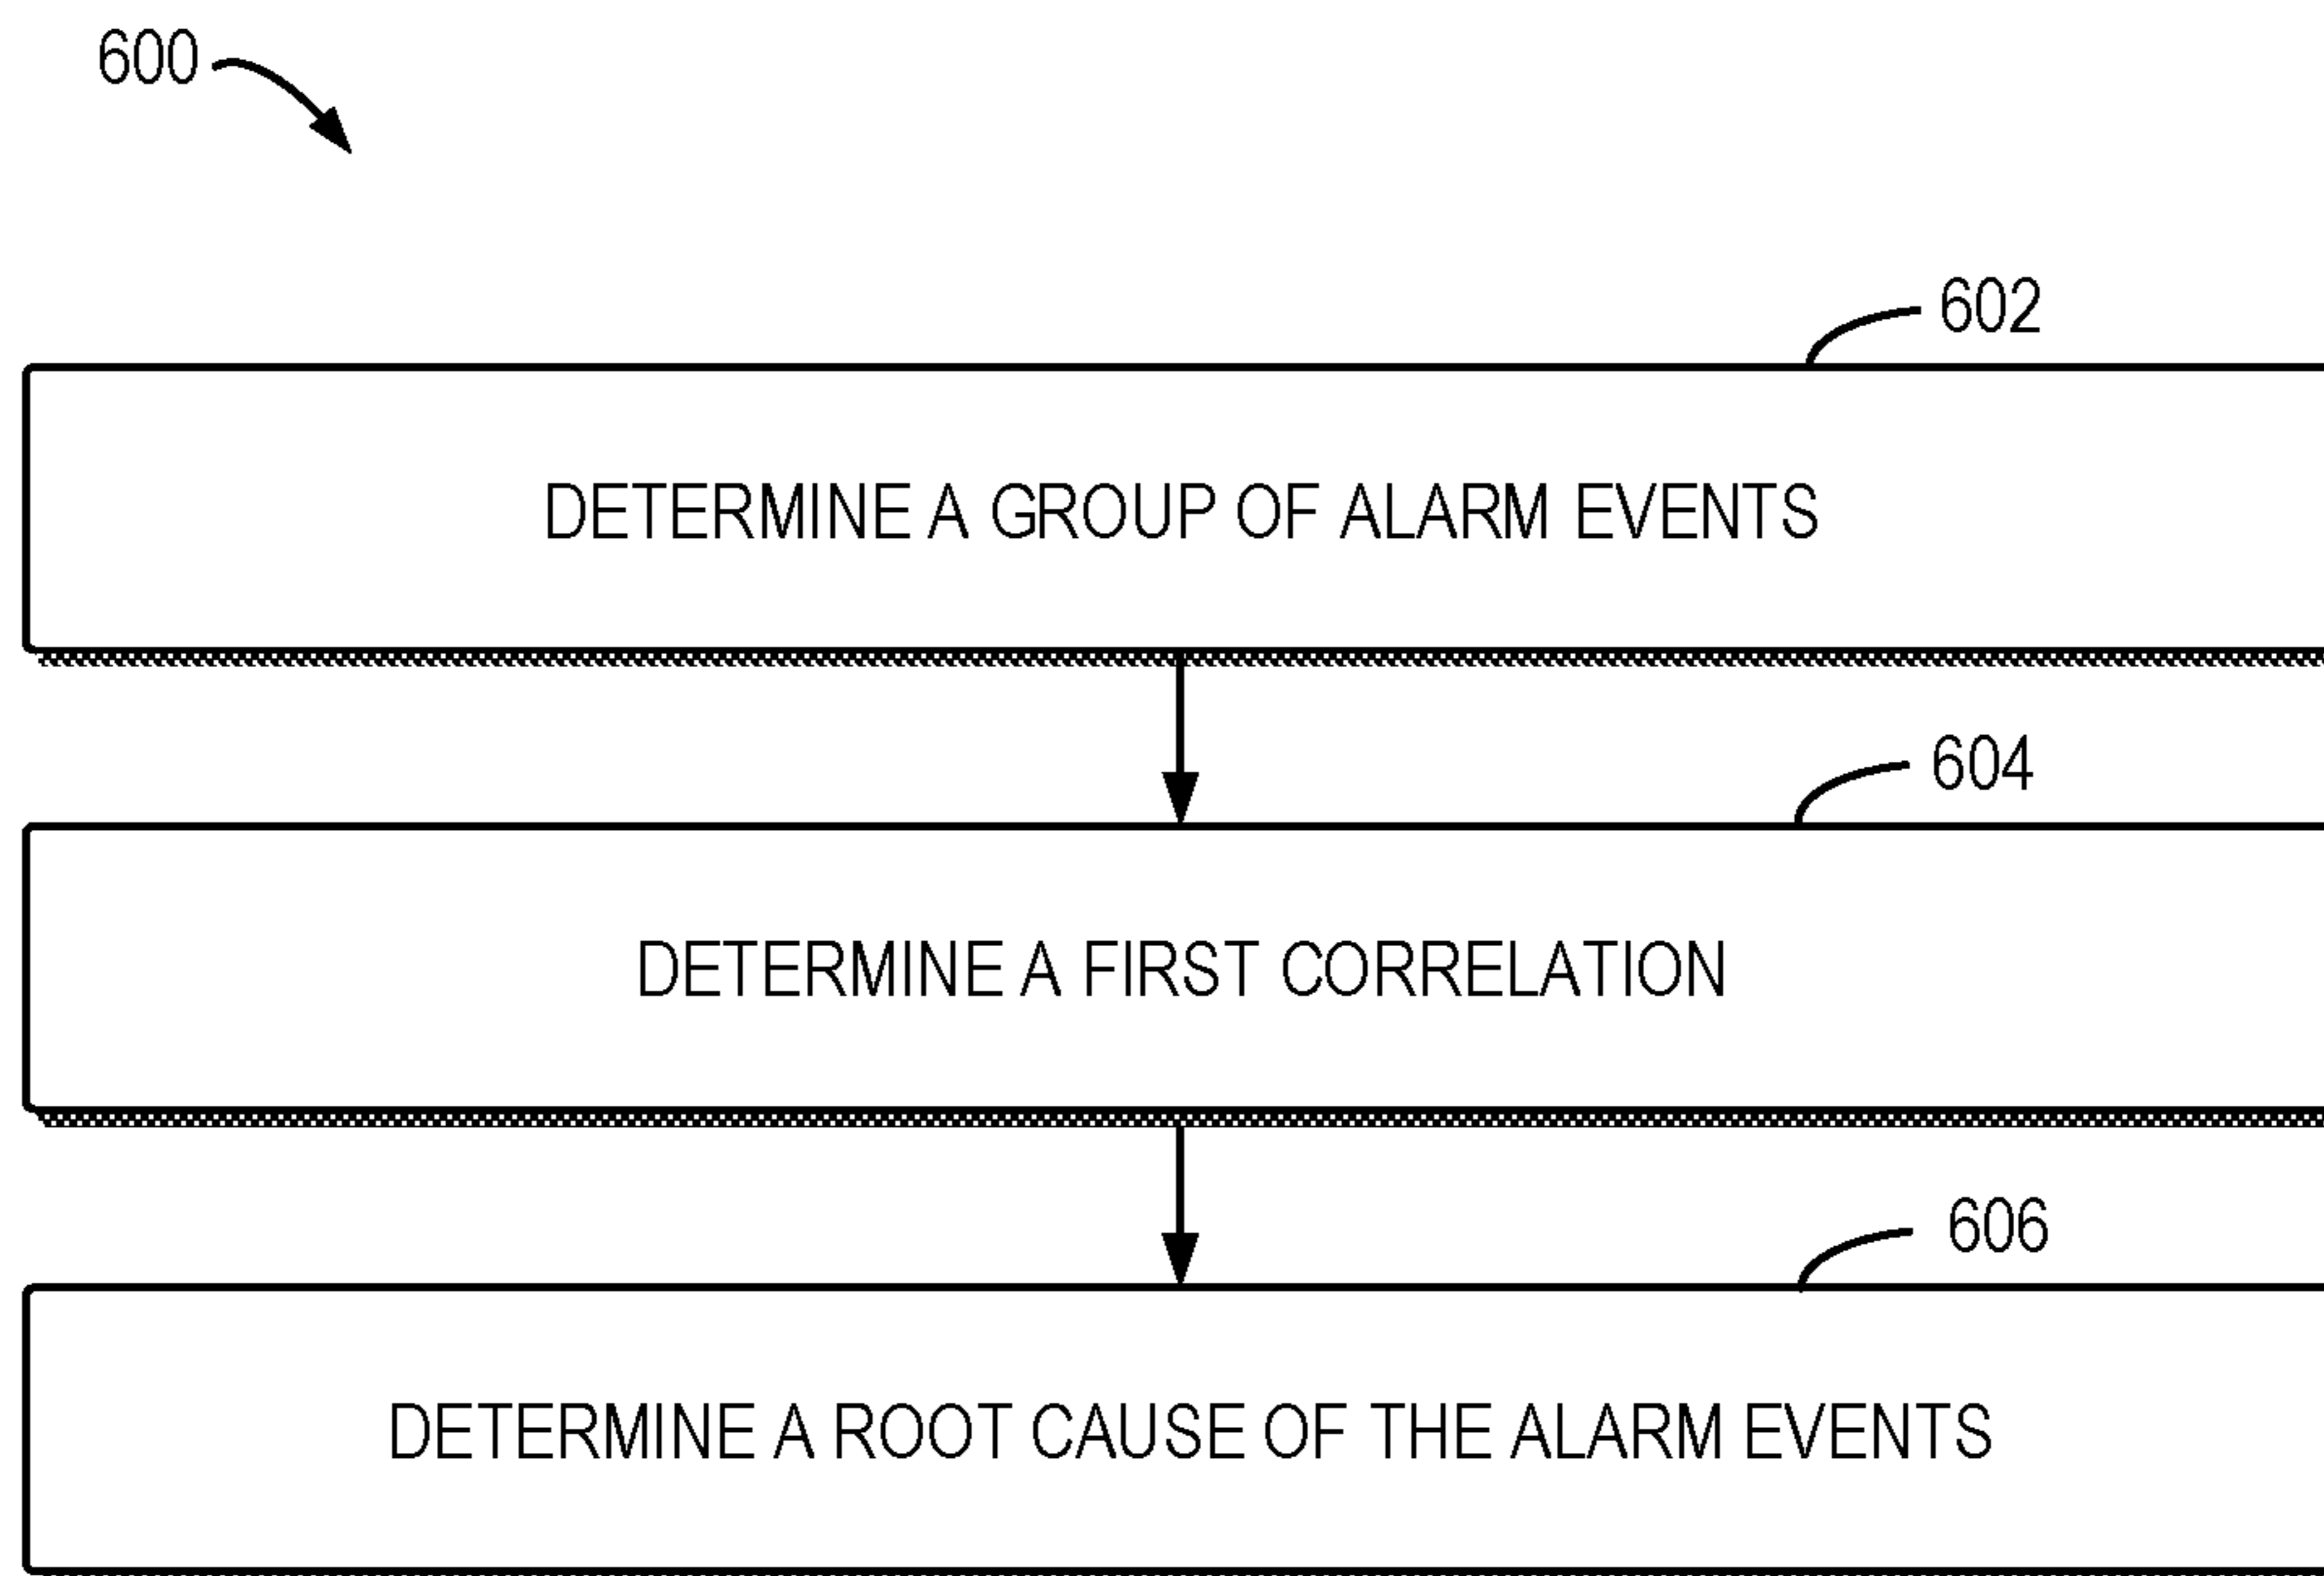 600
602
DETERMINE A GROUP OF ALARM EVENTS
604
DETERMINE A FIRST CORRELATION
606
DETERMINE A ROOT CAUSE OF THE ALARM EVENTS